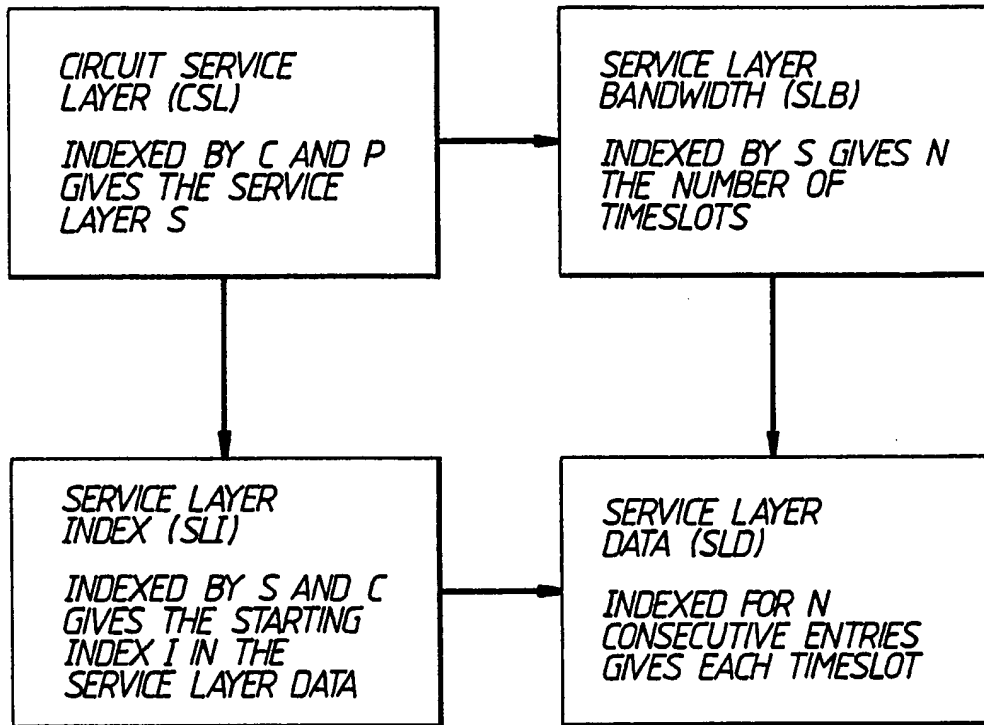 CIRCUIT SERVICE
LAYER (CSL)
INDEXED BY C AND P
GIVES THE SERVICE
LAYER S
SERVICE LAYER
BANDWIDTH (SLB)
INDEXED BY S GIVES N
THE NUMBER OF
TIMESLOTS
SERVICE LAYER
INDEX (SLI)
INDEXED BY S AND C
GIVES THE STARTING
INDEX I IN THE
SERVICE LAYER DATA
SERVICE LAYER
DATA (SLD)
INDEXED FOR N
CONSECUTIVE ENTRIES
GIVES EACH TIMESLOT